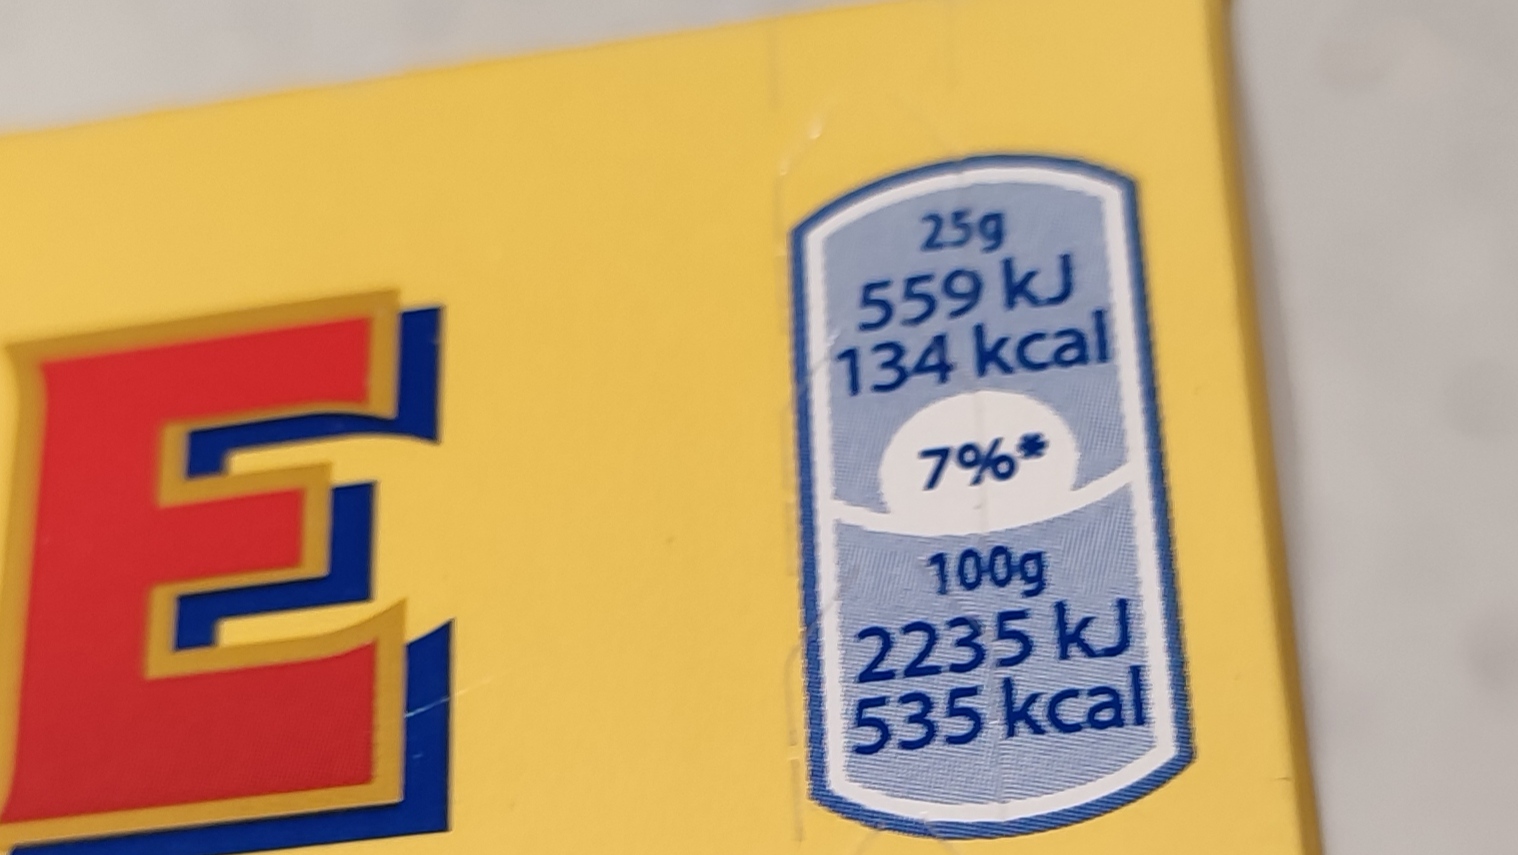 E
25g
559 kJ
134 kcal
7%*
100g
2235 kJ
535 kcal